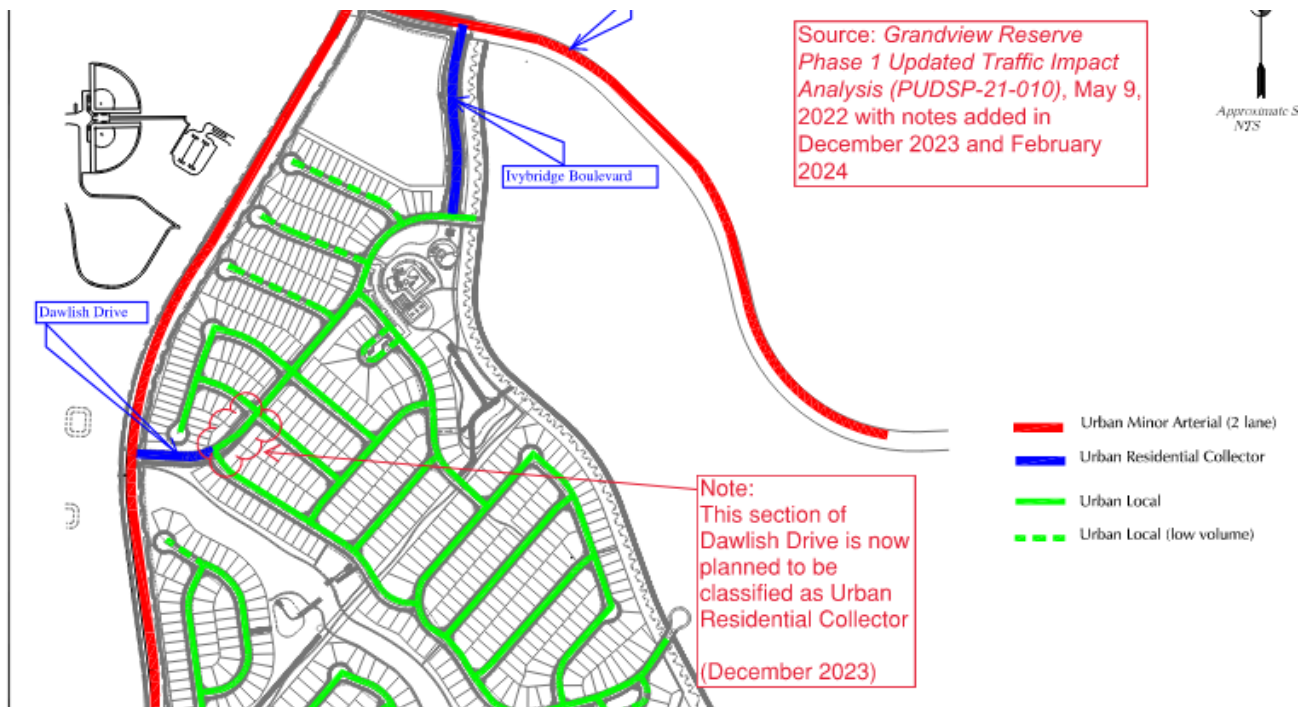 Source: Grandview Reserve
Phase 1 Updated Traffic Impact
Analysis (PUDSP-21-010), May 9,
2022 with notes added in
December 2023 and February
2024
Approximate S
NTS
Ivybridge Boulevard
Dawlish Drive
Urban Minor Arterial (2 lane)
Urban Residential Collector
Urban Local
Urban Local (low volume)
Note:
This section of
Dawlish Drive is now
planned to be
classified as Urban
Residential Collector
(December 2023)